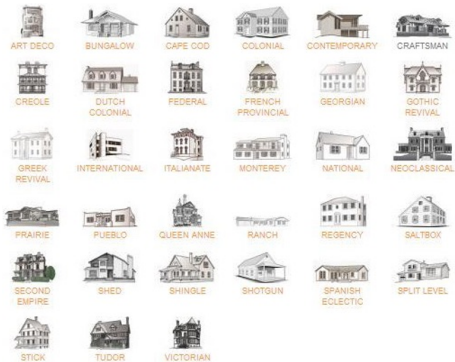 ART DECO
BUNGALOW
CAPE COD
COLONIAL
CONTEMPORARY
CRAFTSMAN
CREOLE
DUTCH
COLONIAL
FEDERAL
FRENCH
PROVINCIAL
GEORGIAN
GOTHIC
REVIVAL
GREEK
REVIVAL
INTERNATIONAL
ITALIANATE
MONTEREY
NATIONAL
NEOCLASSICAL
PRAIRIE
PUEBLO
QUEEN ANNE
RANCH
REGENCY
SALTBOX
SECOND
EMPIRE
SHED
SHINGLE
SHOTGUN
SPANISH
ECLECTIC
SPLIT LEVEL
STICK
TUDOR
VICTORIAN